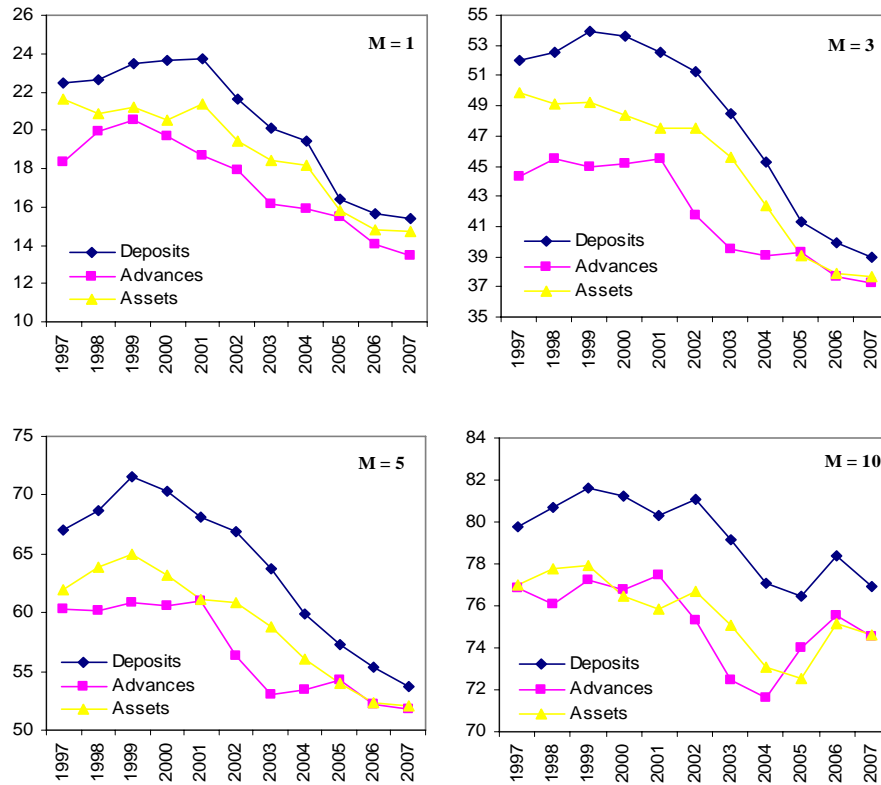 M = 1
26
24
22
20
18
16
14
12
10
Deposits
Advances
Assets
1997 1998 1999 2000 2001 2002 2003 2004 2005 2006 2007
M = 3
55
53
51
49
47
45
43
41
39
37
35
Deposits
Advances
Assets
1997 1998 1999 2000 2001 2002 2003 2004 2005 2006 2007
M = 5
75
70
65
60
55
50
Deposits
Advances
Assets
1997 1998 1999 2000 2001 2002 2003 2004 2005 2006 2007
M = 10
84
82
80
78
76
74
72
70
Deposits
Advances
Assets
1997 1998 1999 2000 2001 2002 2003 2004 2005 2006 2007